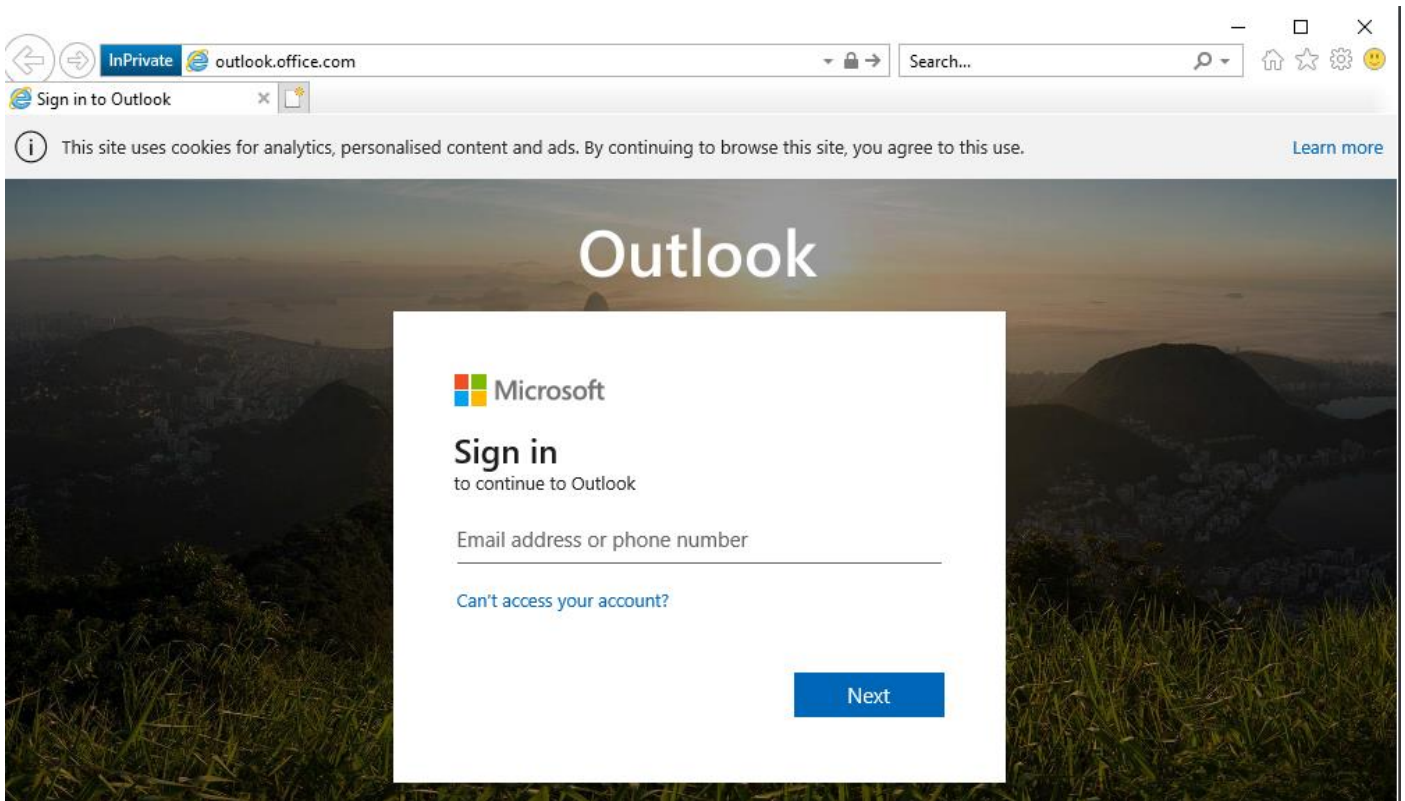 InPrivate outlook.office.com Search...
Sign in to Outlook
This site uses cookies for analytics, personalised content and ads. By continuing to browse this site, you agree to this use. Learn more
Outlook
Microsoft
Sign in
to continue to Outlook
Email address or phone number
Can't access your account?
Next